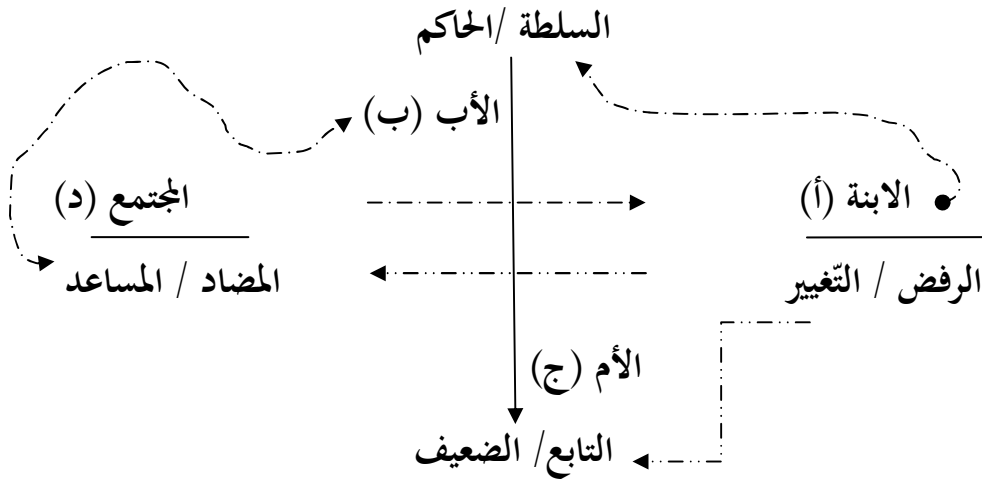 السلطة /الحاكم
الأب (ب)
الابنة (أ)
المجتمع (د)
الرفض / التّغيير
المضاد / المساعد
الأم (ج)
التابع/ الضعيف